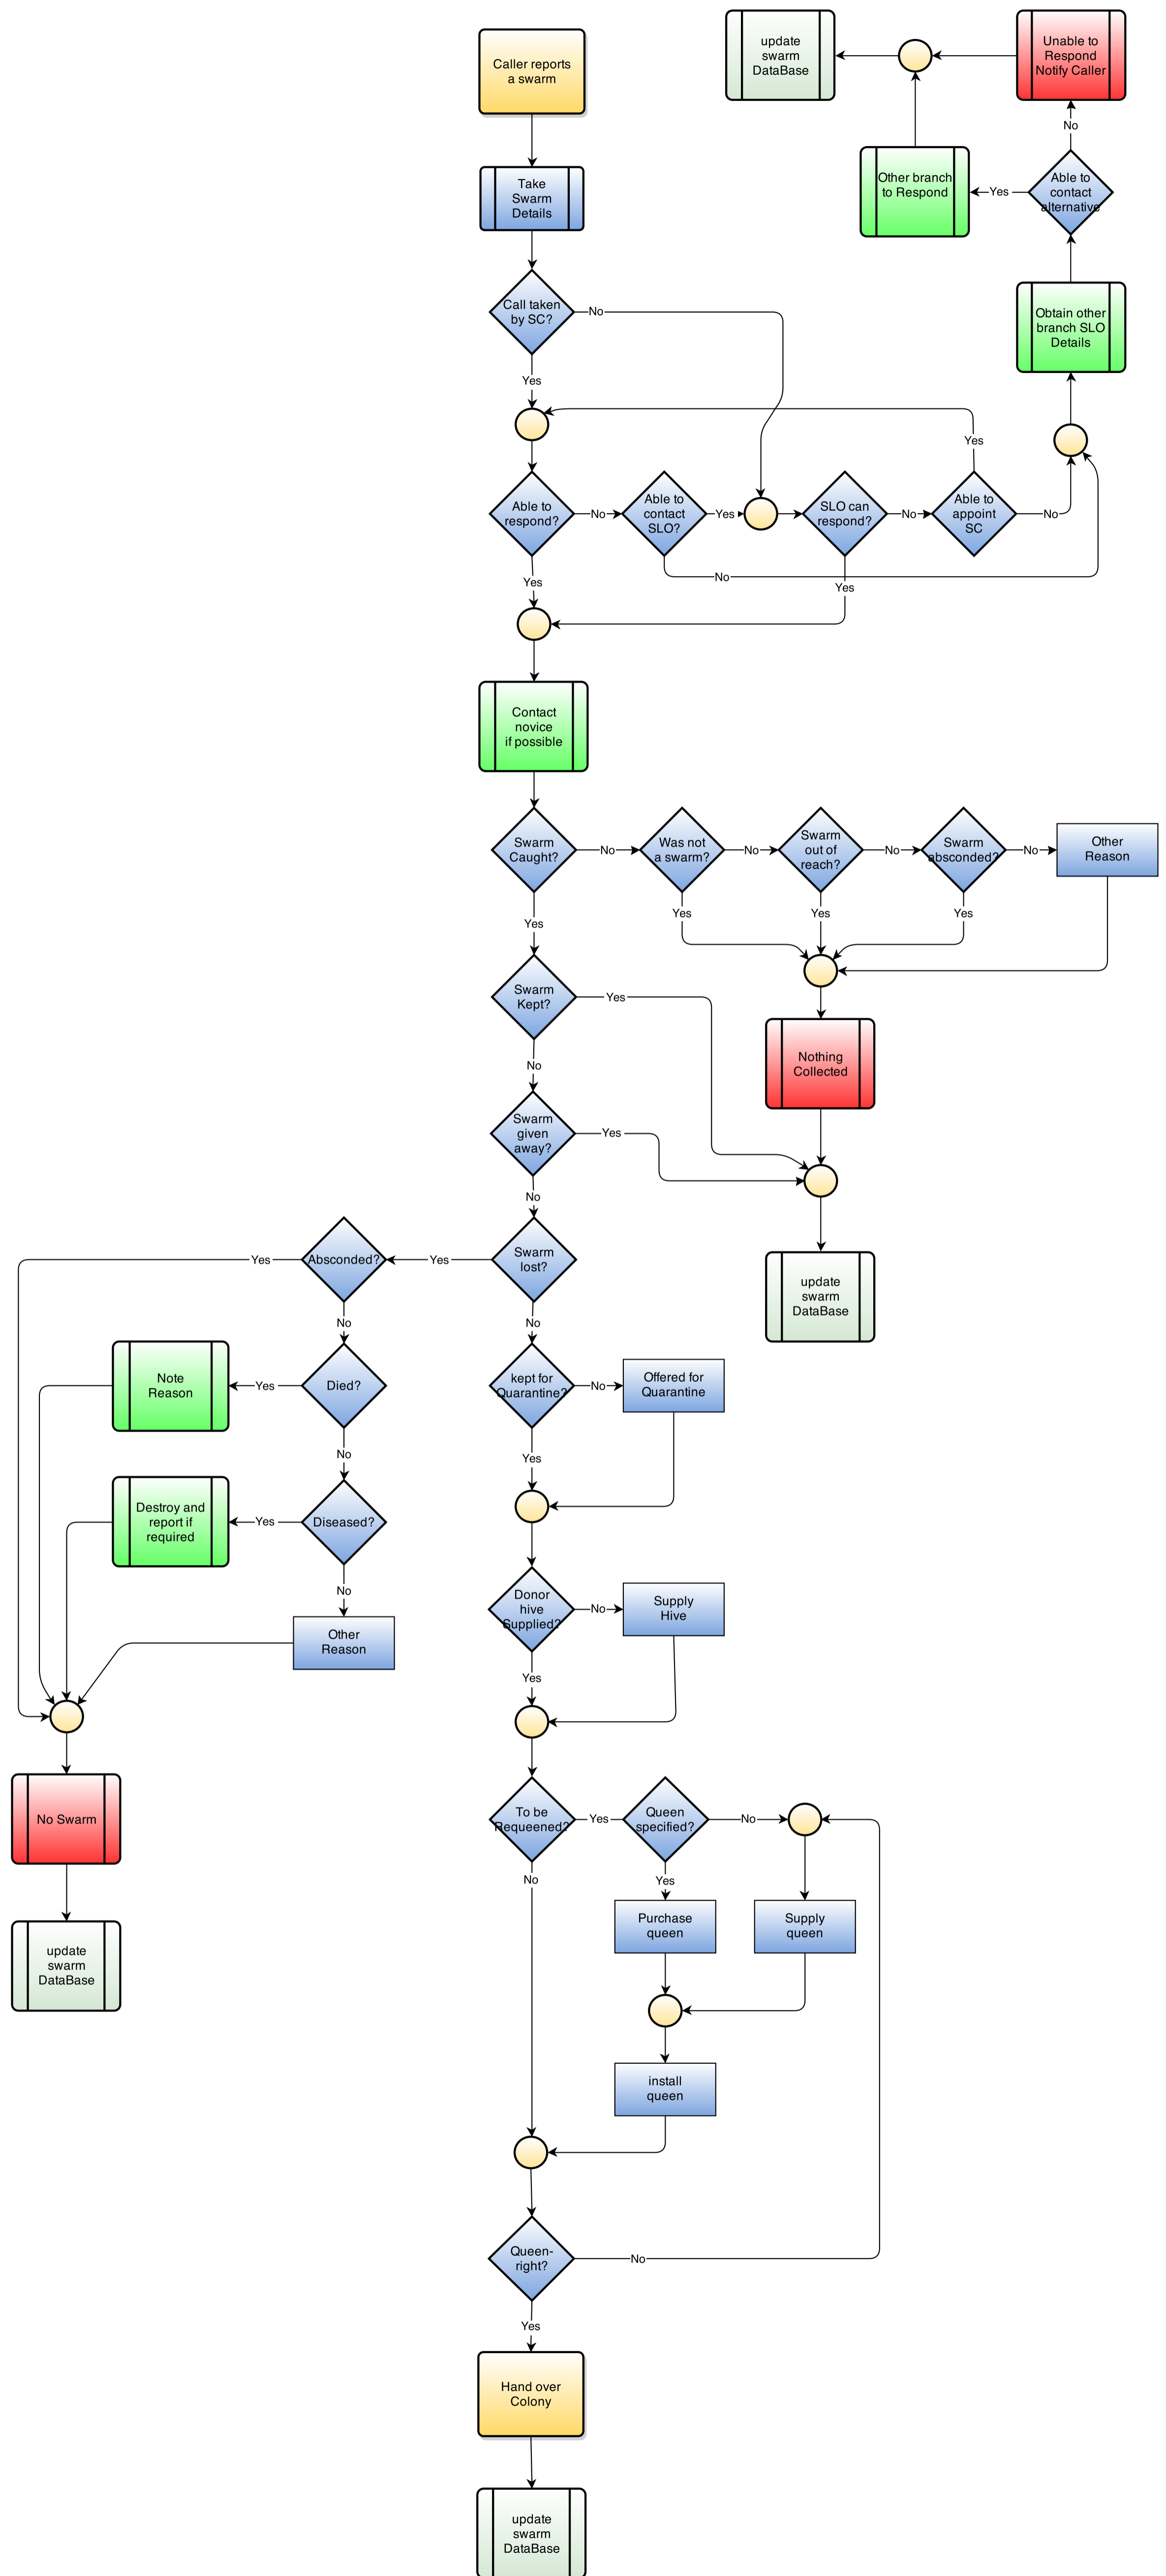 Caller reports
a swarm
update
swarm
DataBase
Unable to
Respond
Notify Caller
No
Take
Swarm
Details
Other branch
to Respond
Yes
Able to
contact
alternative
Call taken
by SC?
No
Obtain other
branch SLO
Details
Yes
Yes
Able to
respond?
No
Able to
contact
SLO?
Yes
SLO can
respond?
No
Able to
appoint
SC
No
Yes
No
Yes
Contact
novice
if possible
Swarm
Caught?
No
Was not
a swarm?
No
Swarm
out of
reach?
No
Swarm
absconded?
No
Other
Reason
Yes
Yes
Yes
Yes
Swarm
Kept?
Yes
No
Nothing
Collected
Swarm
given
away?
Yes
No
Yes
Absconded?
Yes
Swarm
lost?
update
swarm
DataBase
No
No
Note
Reason
Yes
Died?
kept for
Quarantine?
No
Offered for
Quarantine
No
Yes
Destroy and
report if
required
Yes
Diseased?
No
Donor
hive
Supplied?
No
Supply
Hive
Other
Reason
Yes
No Swarm
To be
Requeened?
Yes
Queen
specified?
No
No
Yes
Purchase
queen
Supply
queen
update
swarm
DataBase
install
queen
Queen-
right?
No
Yes
Hand over
Colony
update
swarm
DataBase